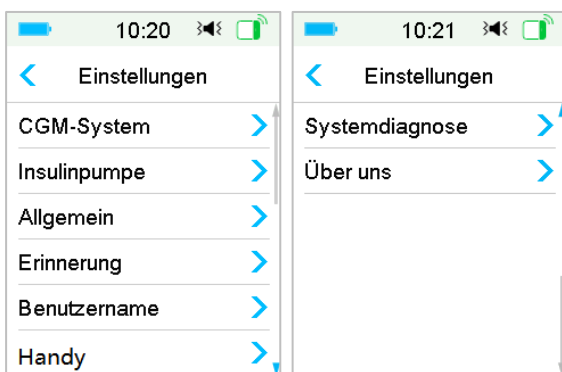 10:20
Einstellungen
CGM-System
Insulinpumpe
Allgemein
Erinnerung
Benutzername
Handy
10:21
Einstellungen
Systemdiagnose
Über uns